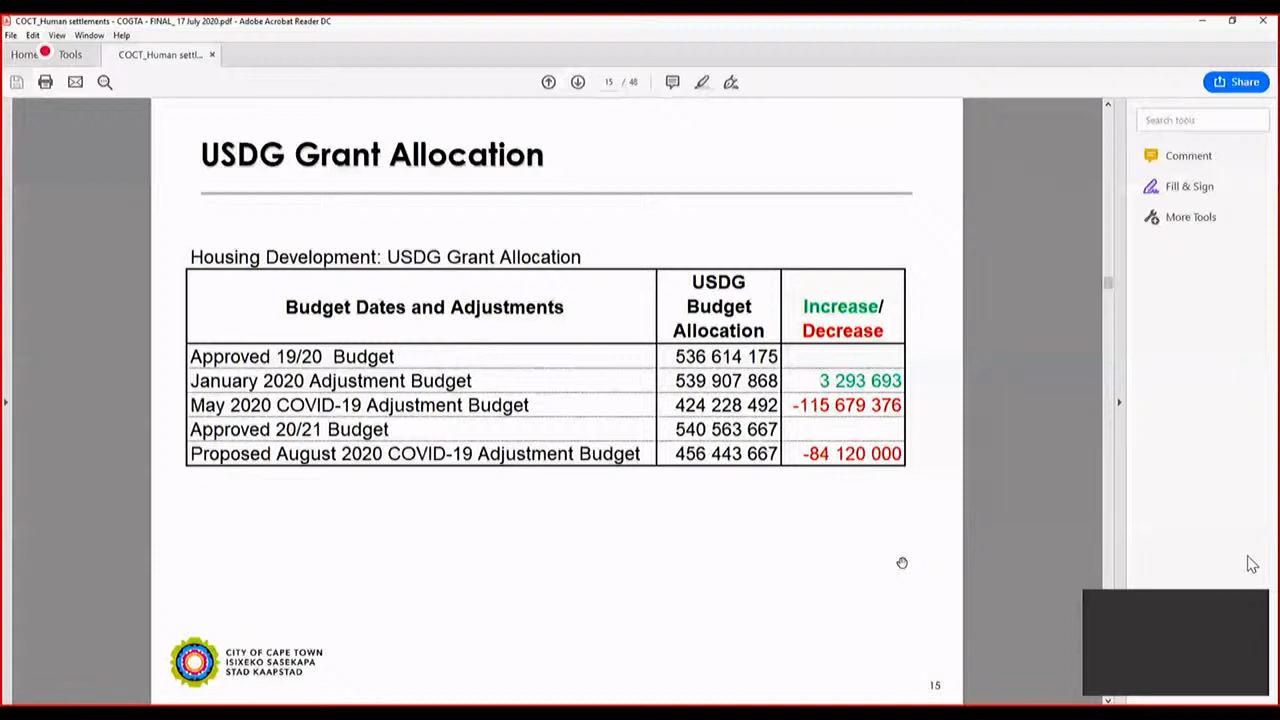 COCT_Human settlements - COGTA - FINAL_ 17 July 2020.pdf - Adobe Acrobat Reader DC
File Edit View Window Help
Home Tools COCT_Human settl... ×
15 / 48
Share
Search tools
Comment
Fill & Sign
More Tools
USDG Grant Allocation
Housing Development: USDG Grant Allocation
Budget Dates and Adjustments USDG Budget Allocation Increase/ Decrease
Approved 19/20 Budget 536 614 175
January 2020 Adjustment Budget 539 907 868 3 293 693
May 2020 COVID-19 Adjustment Budget 424 228 492 -115 679 376
Approved 20/21 Budget 540 563 667
Proposed August 2020 COVID-19 Adjustment Budget 456 443 667 -84 120 000
CITY OF CAPE TOWN
ISIXEKO SASEKAPA
STAD KAAPSTAD
15